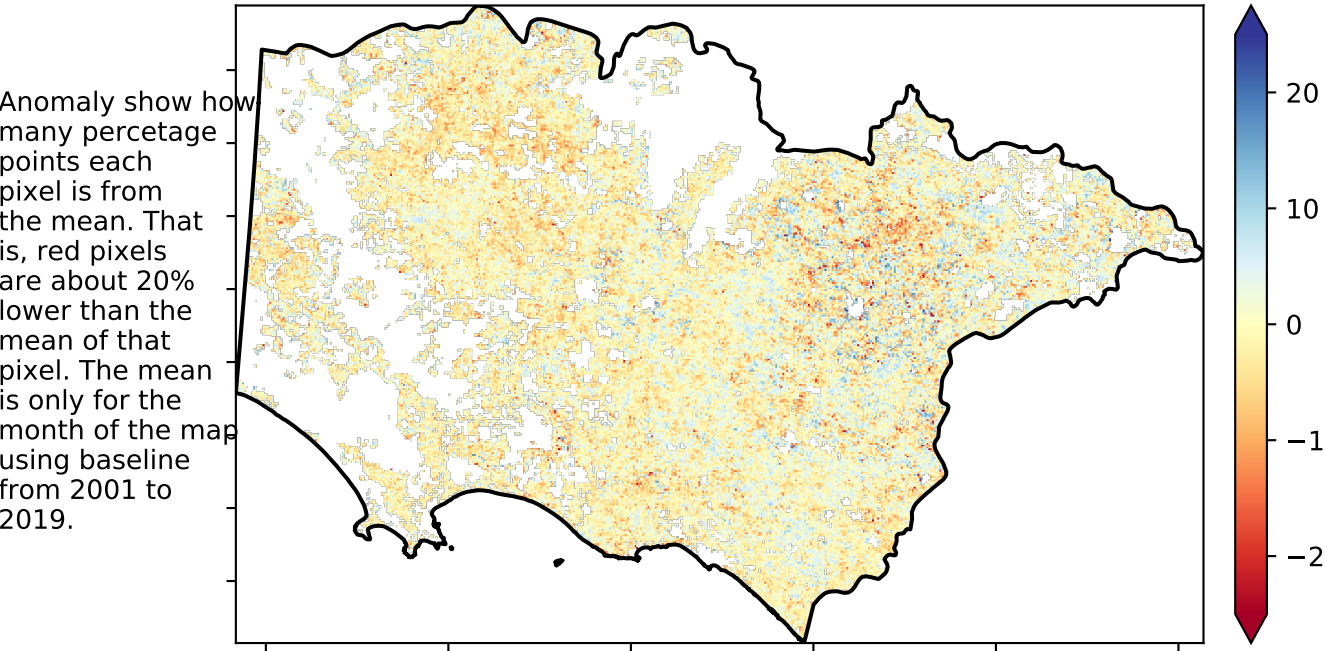 Anomaly show how
many percetage
points each
pixel is from
the mean. That
is, red pixels
are about 20%
lower than the
mean of that
pixel. The mean
is only for the
month of the map
using baseline
from 2001 to
2019.
20
10
0
−1
−2